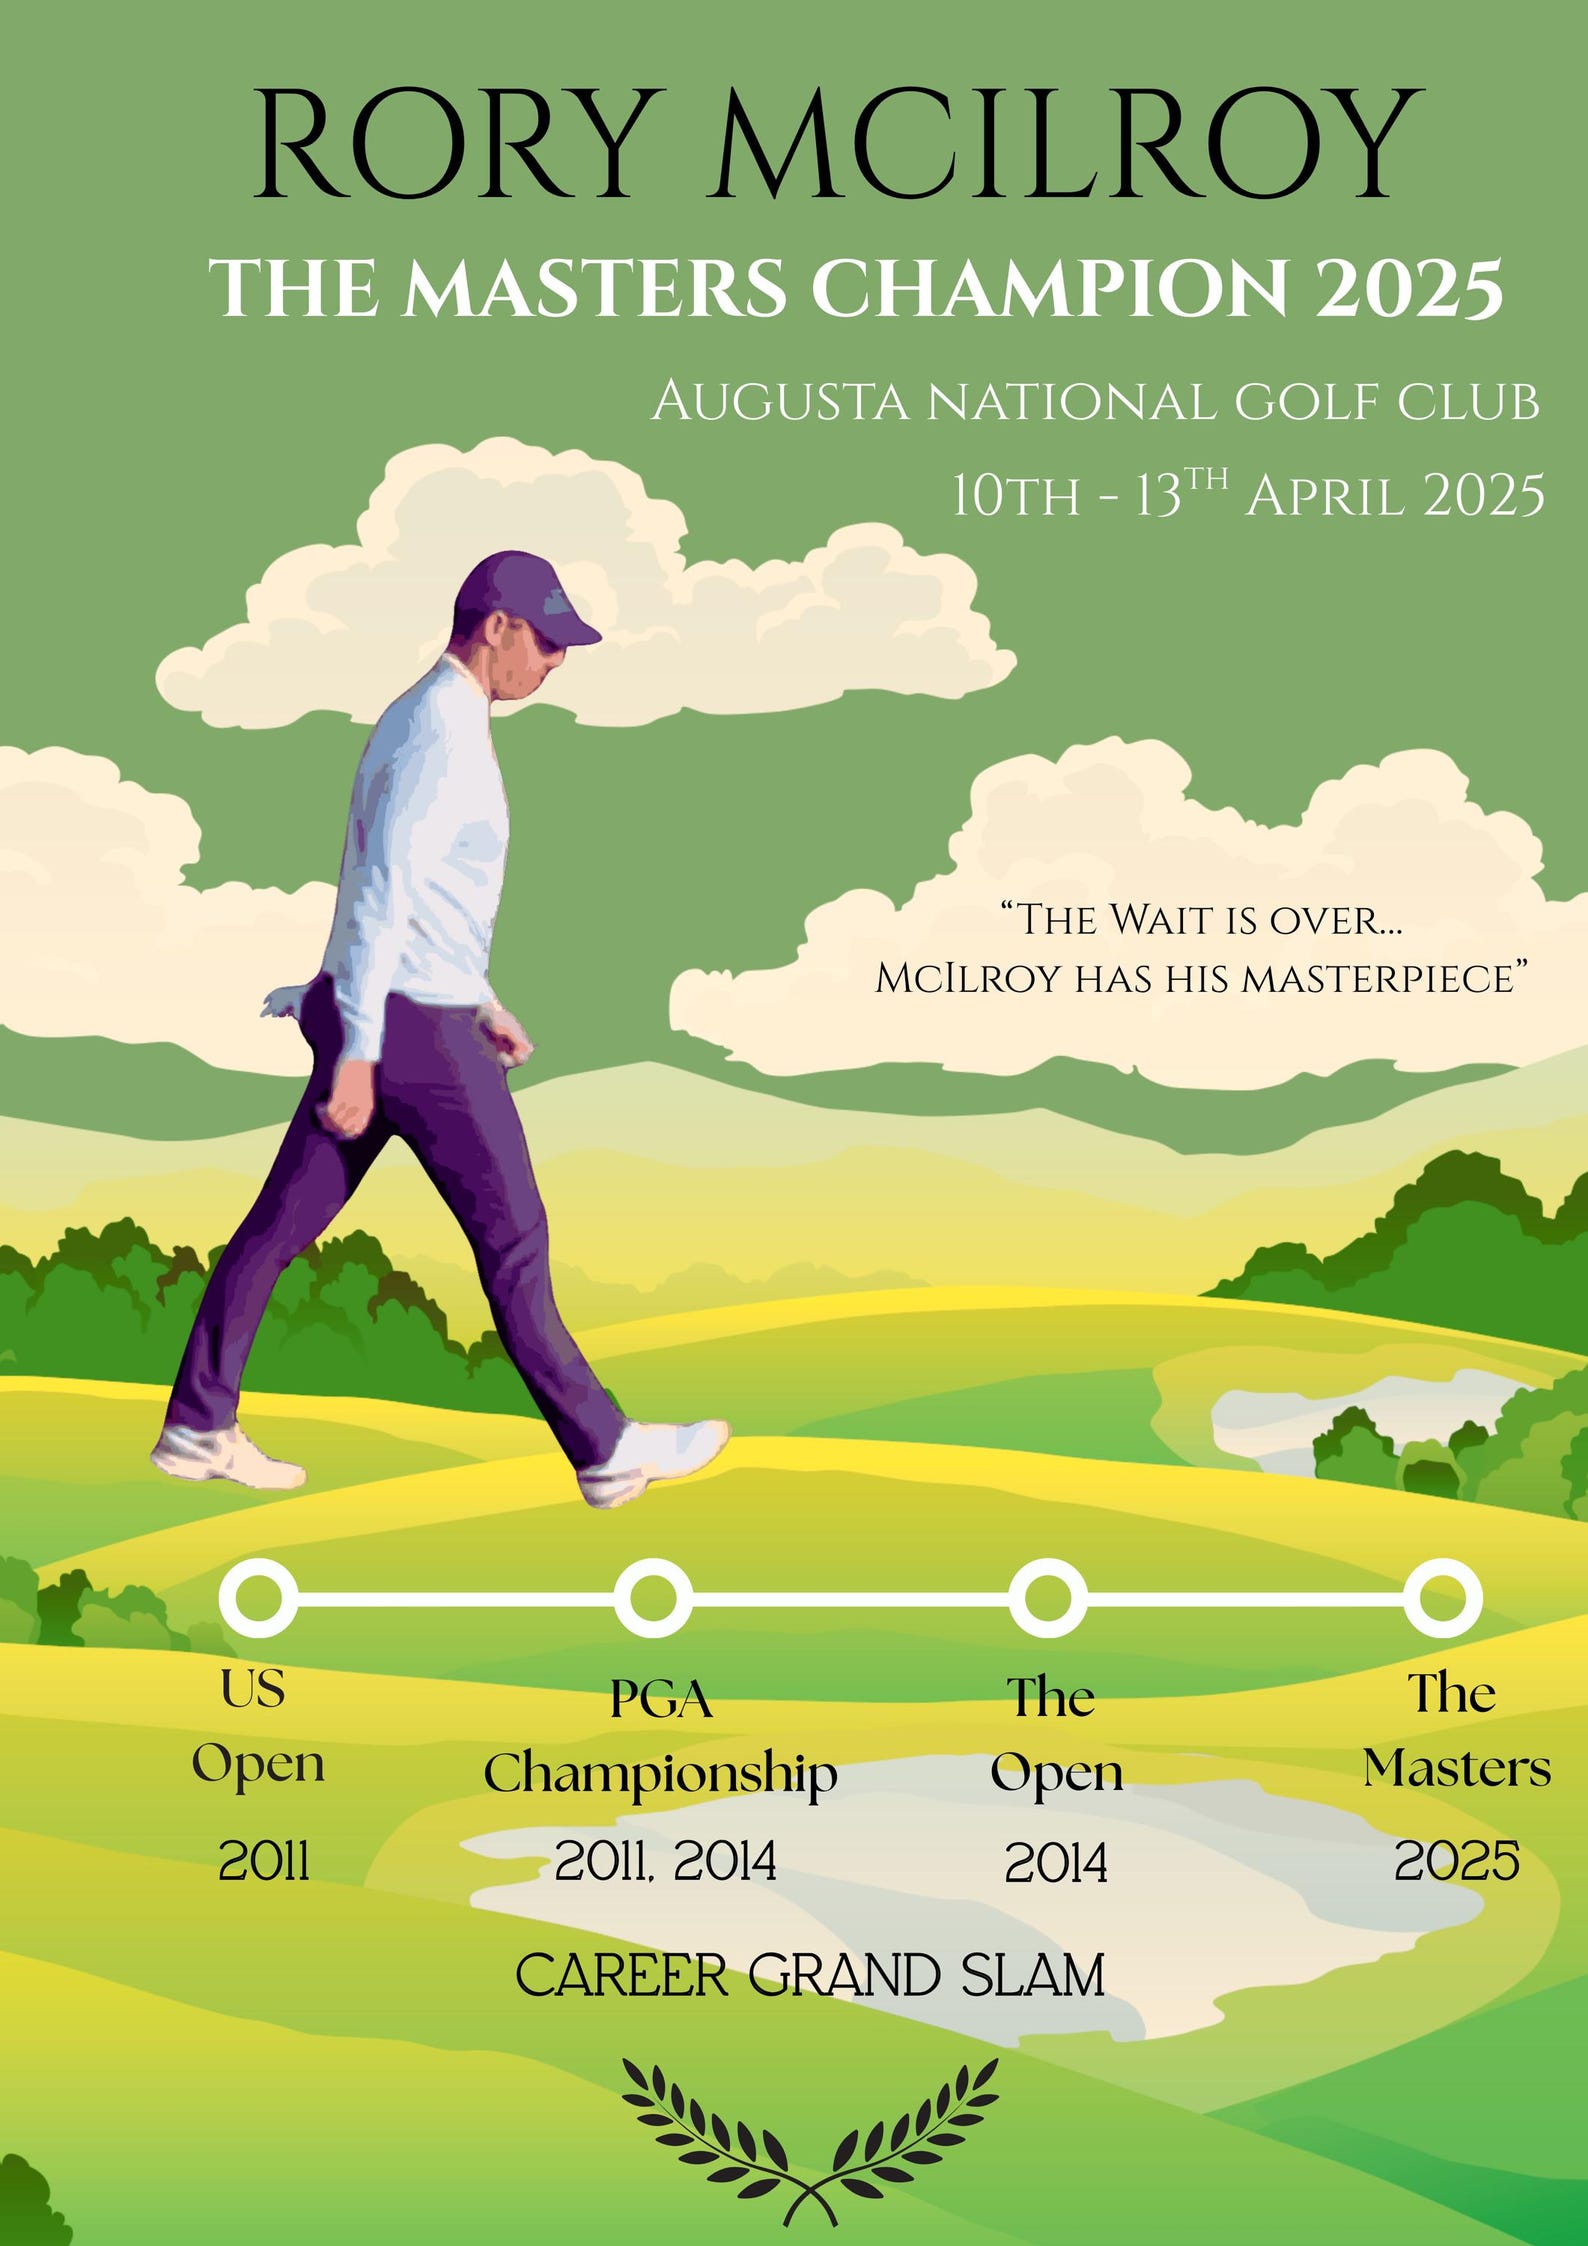 RORY MCILROY
THE MASTERS CHAMPION 2025
AUGUSTA NATIONAL GOLF CLUB
10TH - 13TH APRIL 2025
“THE WAIT IS OVER...
MCILROY HAS HIS MASTERPIECE”
US
Open
2011
PGA
Championship
2011, 2014
The
Open
2014
The
Masters
2025
CAREER GRAND SLAM